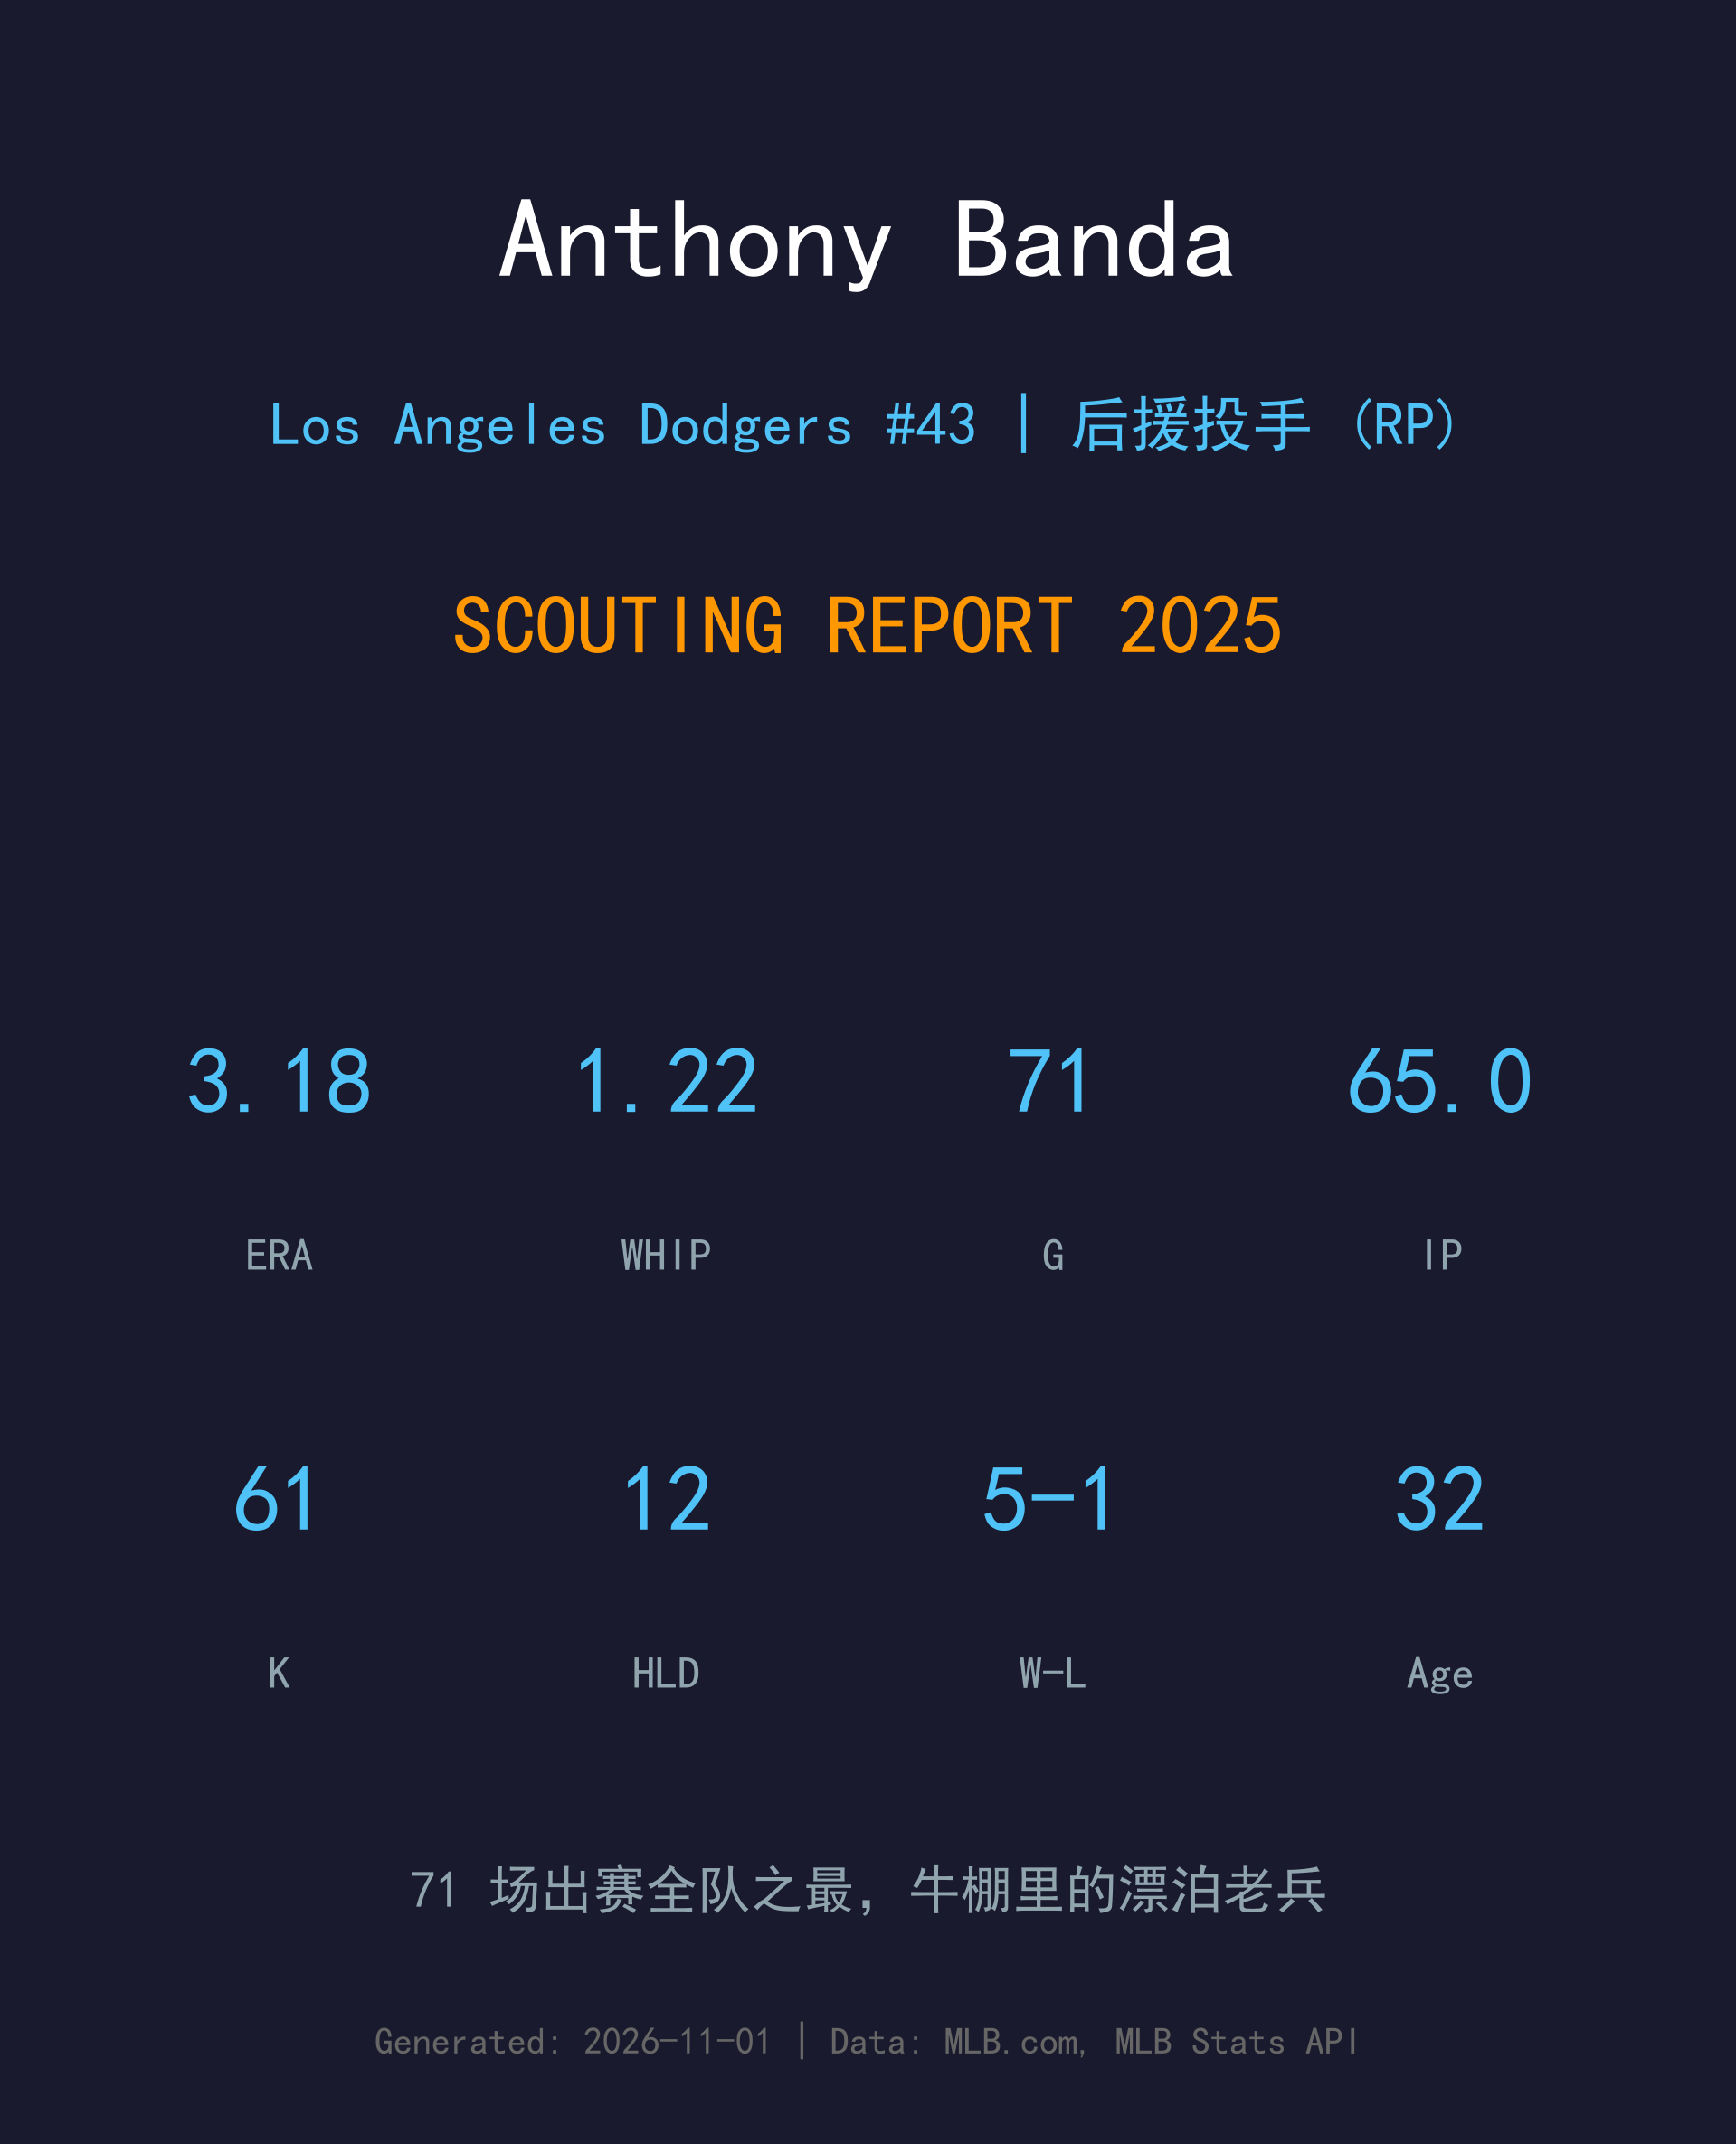 Anthony Banda
Los Angeles Dodgers #43 | 后援投手 (RP)
SCOUTING REPORT 2025
3.18 1.22 71 65.0
ERA WHIP G IP
61 12 5-1 32
K HLD W-L Age
71 场出赛全队之最, 牛棚里的漂泊老兵
Generated: 2026-11-01 | Data: MLB.com, MLB Stats API